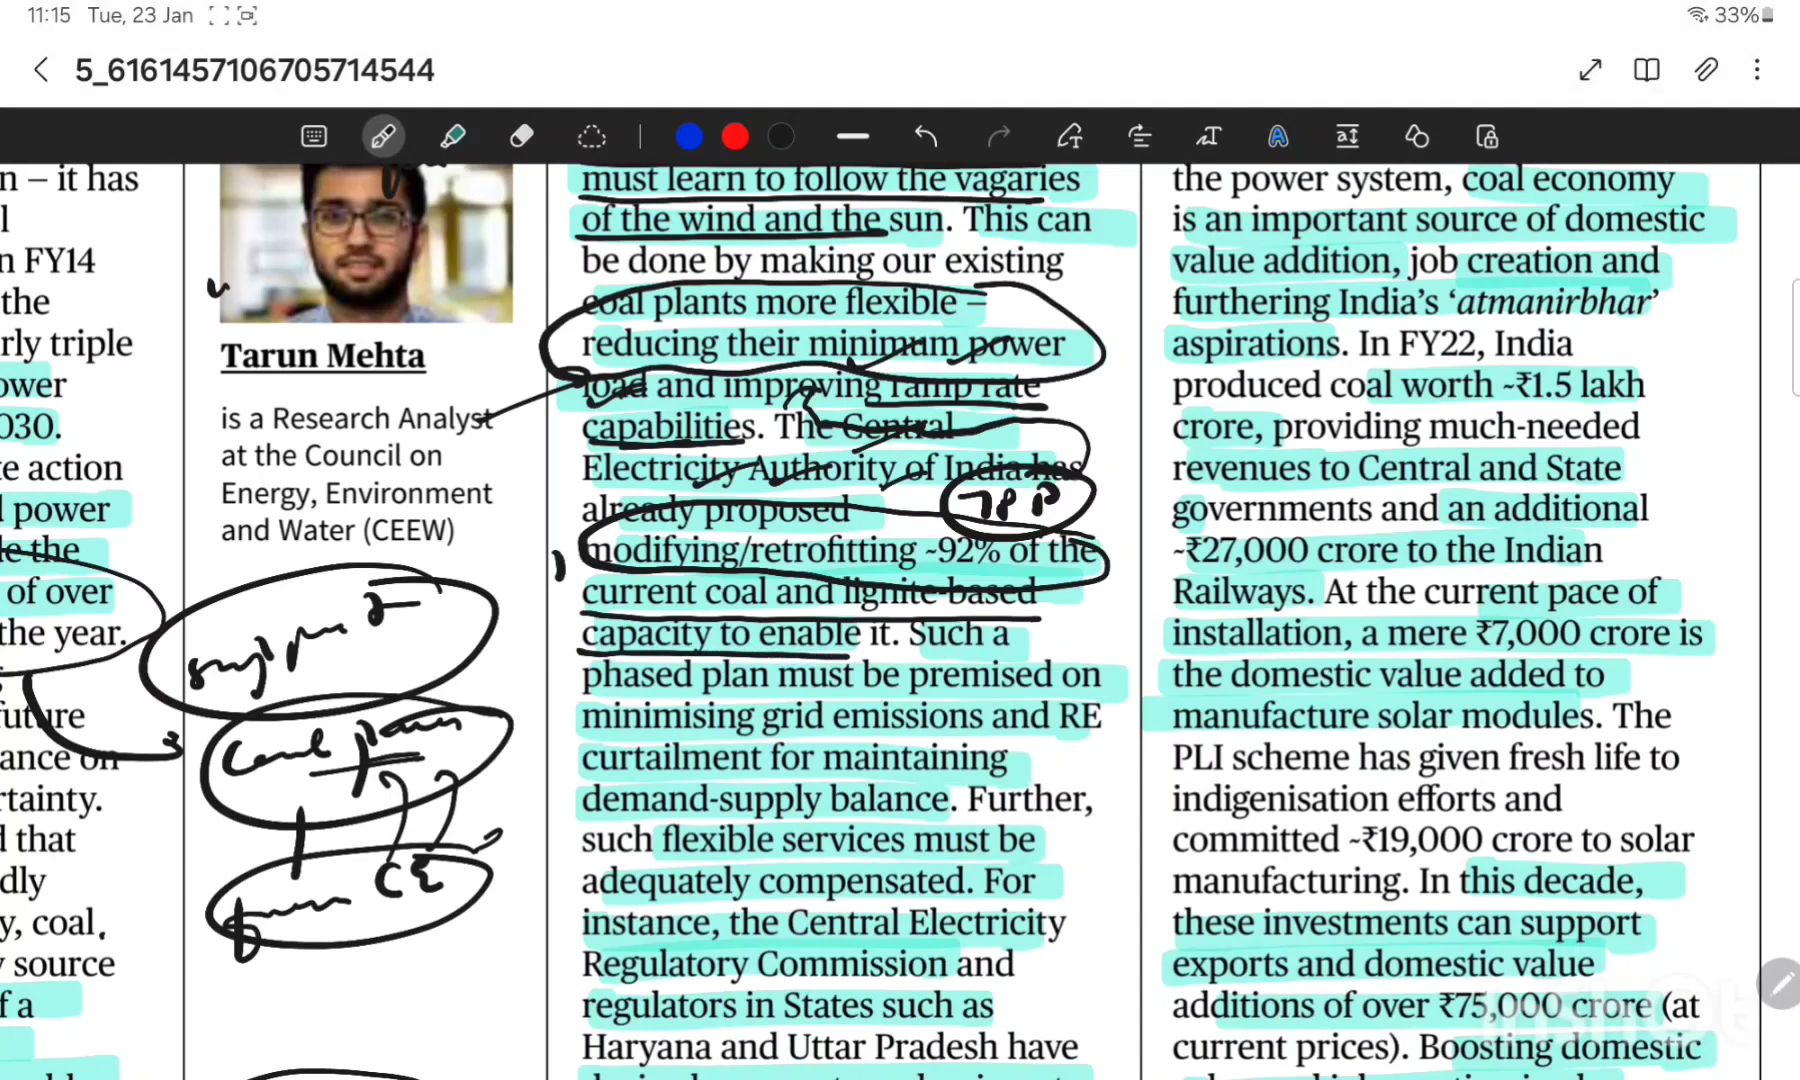 11:15 Tue, 23 Jan
33%
5_6161457106705714544
n – it has
l
n FY14
the
rly triple
ower
030.
te action
l power
le the
of over
the year.
future
ance on
rtainty.
d that
dly
y, coal,
y source
f a
Tarun Mehta
is a Research Analyst
at the Council on
Energy, Environment
and Water (CEEW)
CE
must learn to follow the vagaries
of the wind and the sun. This can
be done by making our existing
coal plants more flexible –
reducing their minimum power
load and improving ramp rate
capabilities. The Central
Electricity Authority of India has
already proposed
modifying/retrofitting ~92% of the
current coal and lignite-based
capacity to enable it. Such a
phased plan must be premised on
minimising grid emissions and RE
curtailment for maintaining
demand-supply balance. Further,
such flexible services must be
adequately compensated. For
instance, the Central Electricity
Regulatory Commission and
regulators in States such as
Haryana and Uttar Pradesh have
TPP
the power system, coal economy
is an important source of domestic
value addition, job creation and
furthering India’s ‘atmanirbhar’
aspirations. In FY22, India
produced coal worth ~₹1.5 lakh
crore, providing much-needed
revenues to Central and State
governments and an additional
~₹27,000 crore to the Indian
Railways. At the current pace of
installation, a mere ₹7,000 crore is
the domestic value added to
manufacture solar modules. The
PLI scheme has given fresh life to
indigenisation efforts and
committed ~₹19,000 crore to solar
manufacturing. In this decade,
these investments can support
exports and domestic value
additions of over ₹75,000 crore (at
current prices). Boosting domestic